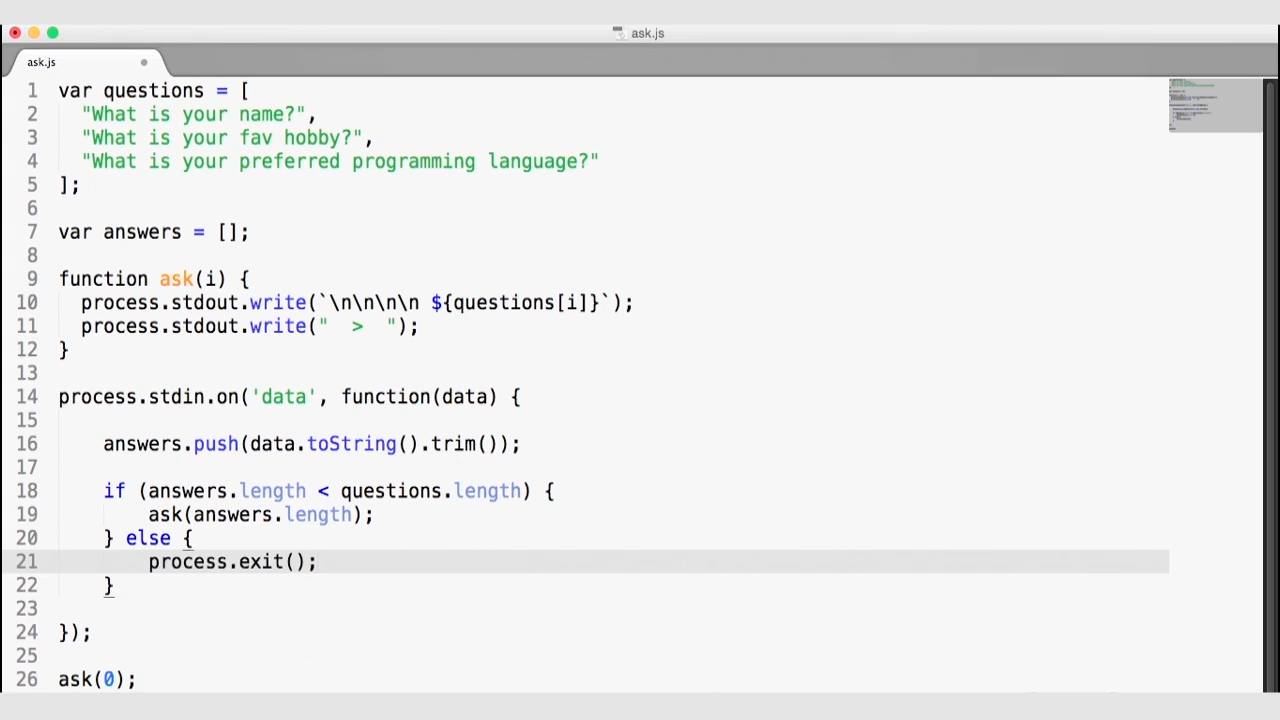 ask.js
ask.js
1 var questions = [
2 "What is your name?",
3 "What is your fav hobby?",
4 "What is your preferred programming language?"
5 ];
6
7 var answers = [];
8
9 function ask(i) {
10 process.stdout.write(`\n\n\n\n ${questions[i]}`);
11 process.stdout.write("  >  ");
12 }
13
14 process.stdin.on('data', function(data) {
15
16 answers.push(data.toString().trim());
17
18 if (answers.length < questions.length) {
19 ask(answers.length);
20 } else {
21 process.exit();
22 }
23
24 });
25
26 ask(0);